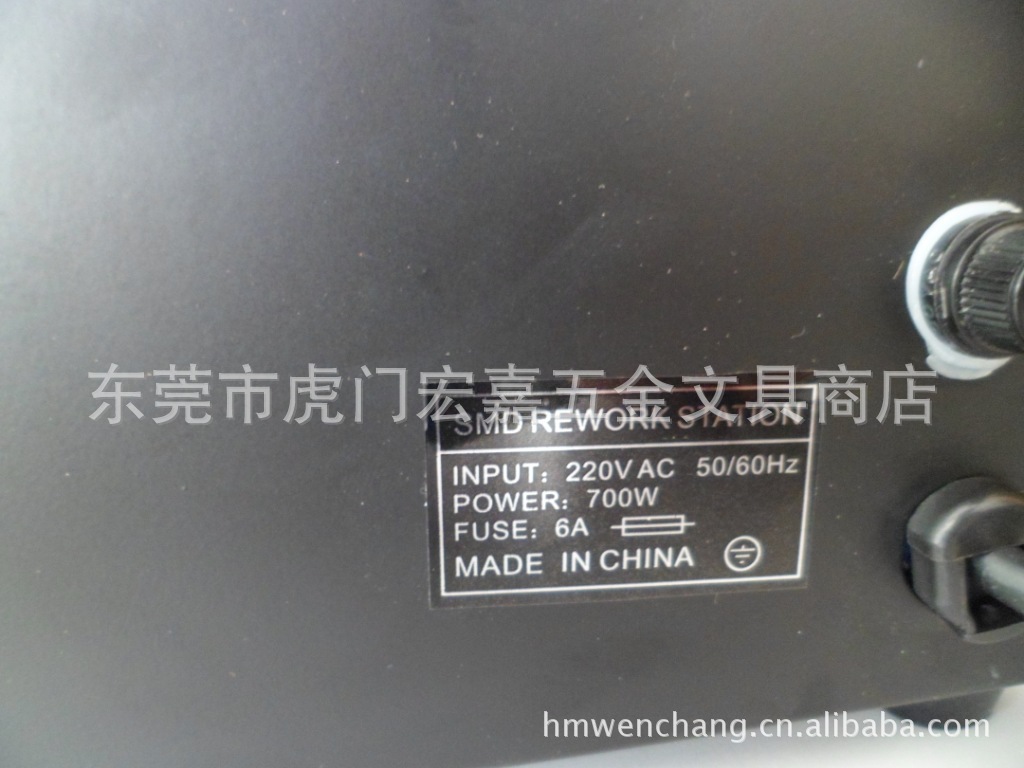 东莞市虎门宏嘉五金文具商店
SMD REWORK STATION
INPUT: 220V AC 50/60Hz
POWER: 700W
FUSE: 6A
MADE IN CHINA
hmwenchang.cn.alibaba.com